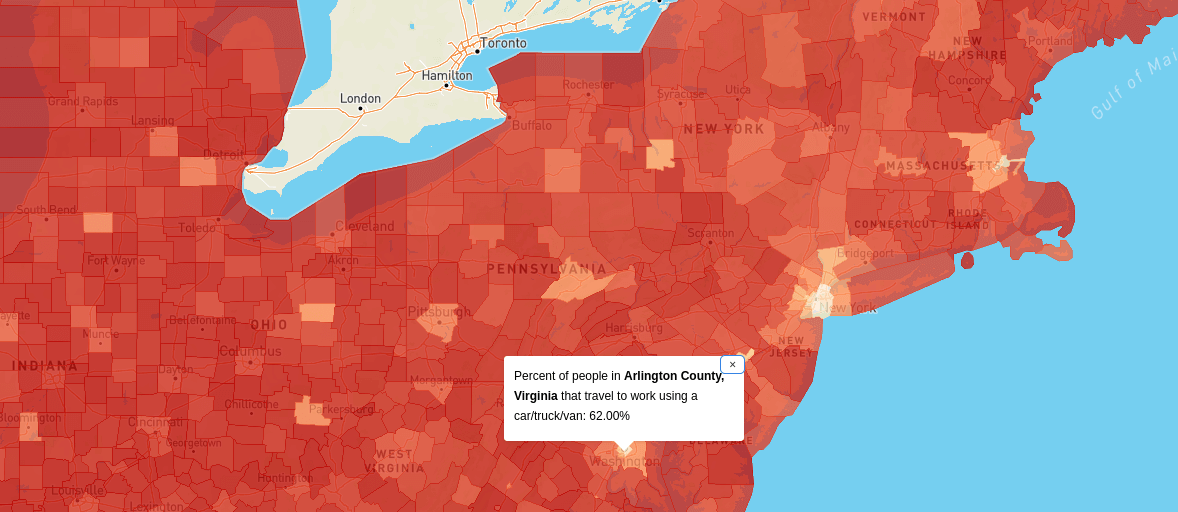 VERMONT
NEW
HAMPSHIRE
Portland
Gulf of Mai
Toronto
Concord
Hamilton
London
Rochester
Syracuse
Utica
Grand Rapids
Lansing
Buffalo
NEW YORK
Albany
Detroit
MASSACHUSETTS
South Bend
Toledo
Cleveland
Scranton
CONNECTICUT
RHODE
ISLAND
Fort Wayne
Akron
PENNSYLVANIA
Bridgeport
ayette
Muncie
Bellefontaine
OHIO
Pittsburgh
Harrisburg
New York
NEW
JERSEY
INDIANA
Columbus
Dayton
Morgantown
×
Percent of people in Arlington County,
Virginia that travel to work using a
car/truck/van: 62.00%
Bloomington
Chillicothe
Parkersburg
Cincinnati
Georgetown
DELAWARE
WEST
VIRGINIA
Washington
Huntington
Louisville
Lexington